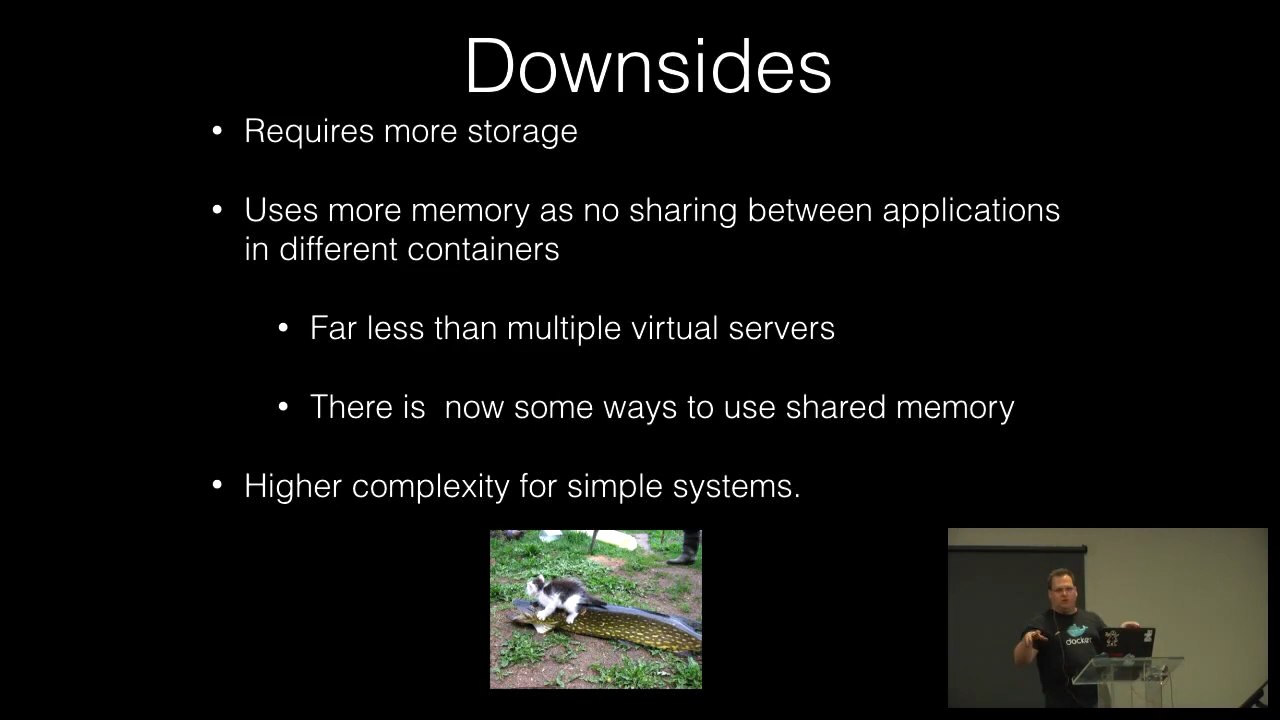 Downsides
• Requires more storage
• Uses more memory as no sharing between applications
in different containers
• Far less than multiple virtual servers
• There is  now some ways to use shared memory
• Higher complexity for simple systems.
docker